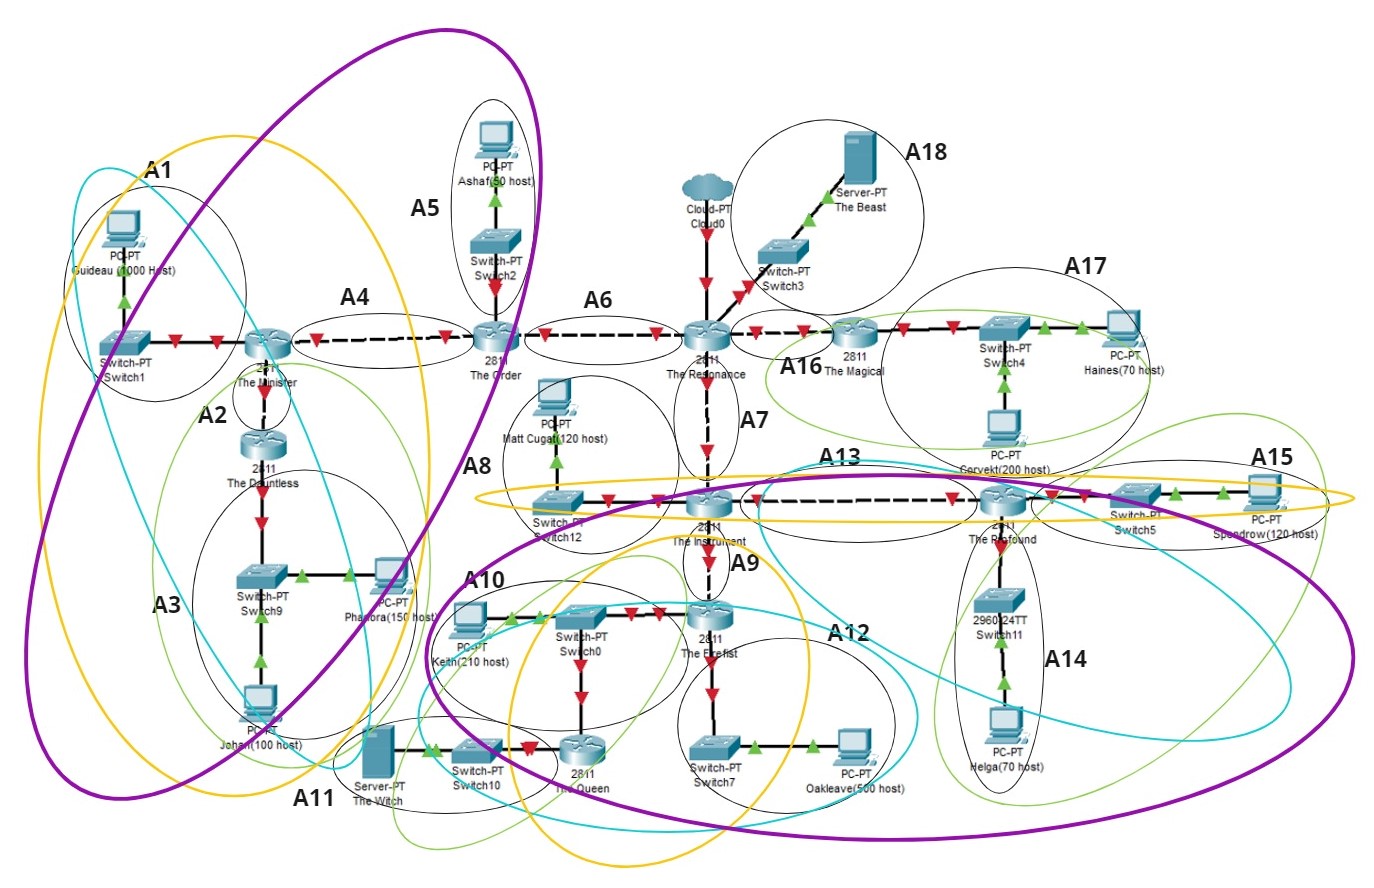 A1
PC-PT
Guideau (1000 Host)
Switch-PT
Switch1
2811
The Minister
A2
2811
The Dauntless
A3
Switch-PT
Switch9
PC-PT
Phanora(150 host)
PC-PT
Johan(100 host)
A4
A5
PC-PT
Ashaf(50 host)
Switch-PT
Switch2
2811
The Order
A6
Cloud-PT
Cloud0
2811
The Resonance
A18
Server-PT
The Beast
Switch-PT
Switch3
A16
2811
The Magical
A17
Switch-PT
Switch4
PC-PT
Haines(70 host)
PC-PT
Corvekt(200 host)
A7
A8
PC-PT
Matt Cugat(120 host)
Switch-PT
Switch12
2811
The Instrument
A13
2811
The Profound
A15
Switch-PT
Switch5
PC-PT
Spendrow(120 host)
A9
A10
PC-PT
Keith(210 host)
Switch-PT
Switch0
2811
The Firefist
A12
Switch-PT
Switch7
PC-PT
Oakleave(500 host)
A11
Server-PT
The Witch
Switch-PT
Switch10
2811
The Queen
2960-24TT
Switch11
A14
PC-PT
Helga(70 host)